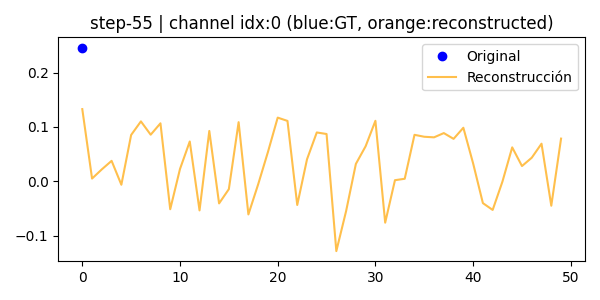 step-55 | channel idx:0 (blue:GT, orange:reconstructed)
Original
Reconstrucción
0.2
0.1
0.0
−0.1
0 10 20 30 40 50